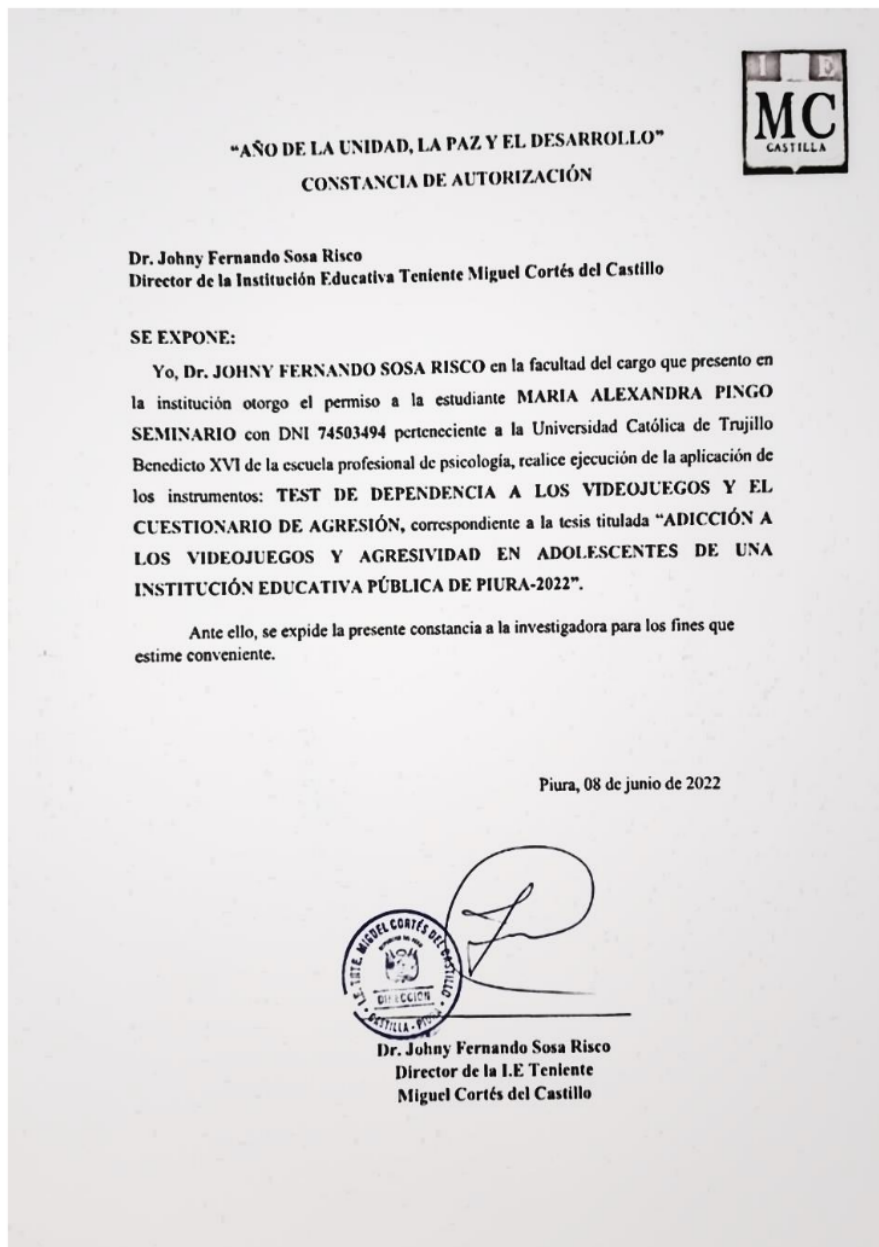 I E
MC
CASTILLA
“AÑO DE LA UNIDAD, LA PAZ Y EL DESARROLLO”
CONSTANCIA DE AUTORIZACIÓN
Dr. Johny Fernando Sosa Risco
Director de la Institución Educativa Teniente Miguel Cortés del Castillo
SE EXPONE:
Yo, Dr. JOHNY FERNANDO SOSA RISCO en la facultad del cargo que presento en
la institución otorgo el permiso a la estudiante MARIA ALEXANDRA PINGO
SEMINARIO con DNI 74503494 perteneciente a la Universidad Católica de Trujillo
Benedicto XVI de la escuela profesional de psicología, realice ejecución de la aplicación de
los instrumentos: TEST DE DEPENDENCIA A LOS VIDEOJUEGOS Y EL
CUESTIONARIO DE AGRESIÓN, correspondiente a la tesis titulada “ADICCIÓN A
LOS VIDEOJUEGOS Y AGRESIVIDAD EN ADOLESCENTES DE UNA
INSTITUCIÓN EDUCATIVA PÚBLICA DE PIURA-2022”.
Ante ello, se expide la presente constancia a la investigadora para los fines que
estime conveniente.
Piura, 08 de junio de 2022
I.E. TNTE. MIGUEL CORTÉS DEL CASTILLO
DIRECCION
CASTILLA - PIURA
Dr. Johny Fernando Sosa Risco
Director de la I.E Teniente
Miguel Cortés del Castillo